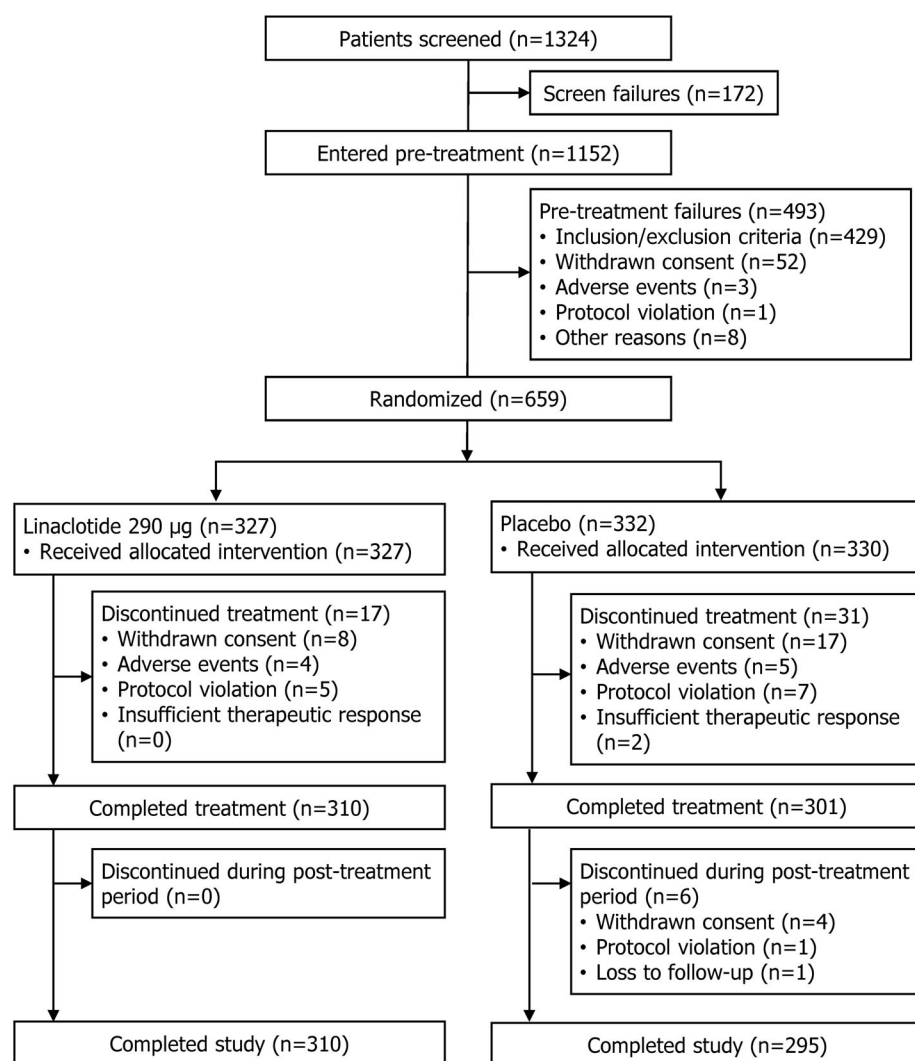 Patients screened (n=1324)
Screen failures (n=172)
Entered pre-treatment (n=1152)
Pre-treatment failures (n=493)
• Inclusion/exclusion criteria (n=429)
• Withdrawn consent (n=52)
• Adverse events (n=3)
• Protocol violation (n=1)
• Other reasons (n=8)
Randomized (n=659)
Linaclotide 290 µg (n=327)
• Received allocated intervention (n=327)
Placebo (n=332)
• Received allocated intervention (n=330)
Discontinued treatment (n=17)
• Withdrawn consent (n=8)
• Adverse events (n=4)
• Protocol violation (n=5)
• Insufficient therapeutic response
(n=0)
Discontinued treatment (n=31)
• Withdrawn consent (n=17)
• Adverse events (n=5)
• Protocol violation (n=7)
• Insufficient therapeutic response
(n=2)
Completed treatment (n=310)
Completed treatment (n=301)
Discontinued during post-treatment
period (n=0)
Discontinued during post-treatment
period (n=6)
• Withdrawn consent (n=4)
• Protocol violation (n=1)
• Loss to follow-up (n=1)
Completed study (n=310)
Completed study (n=295)